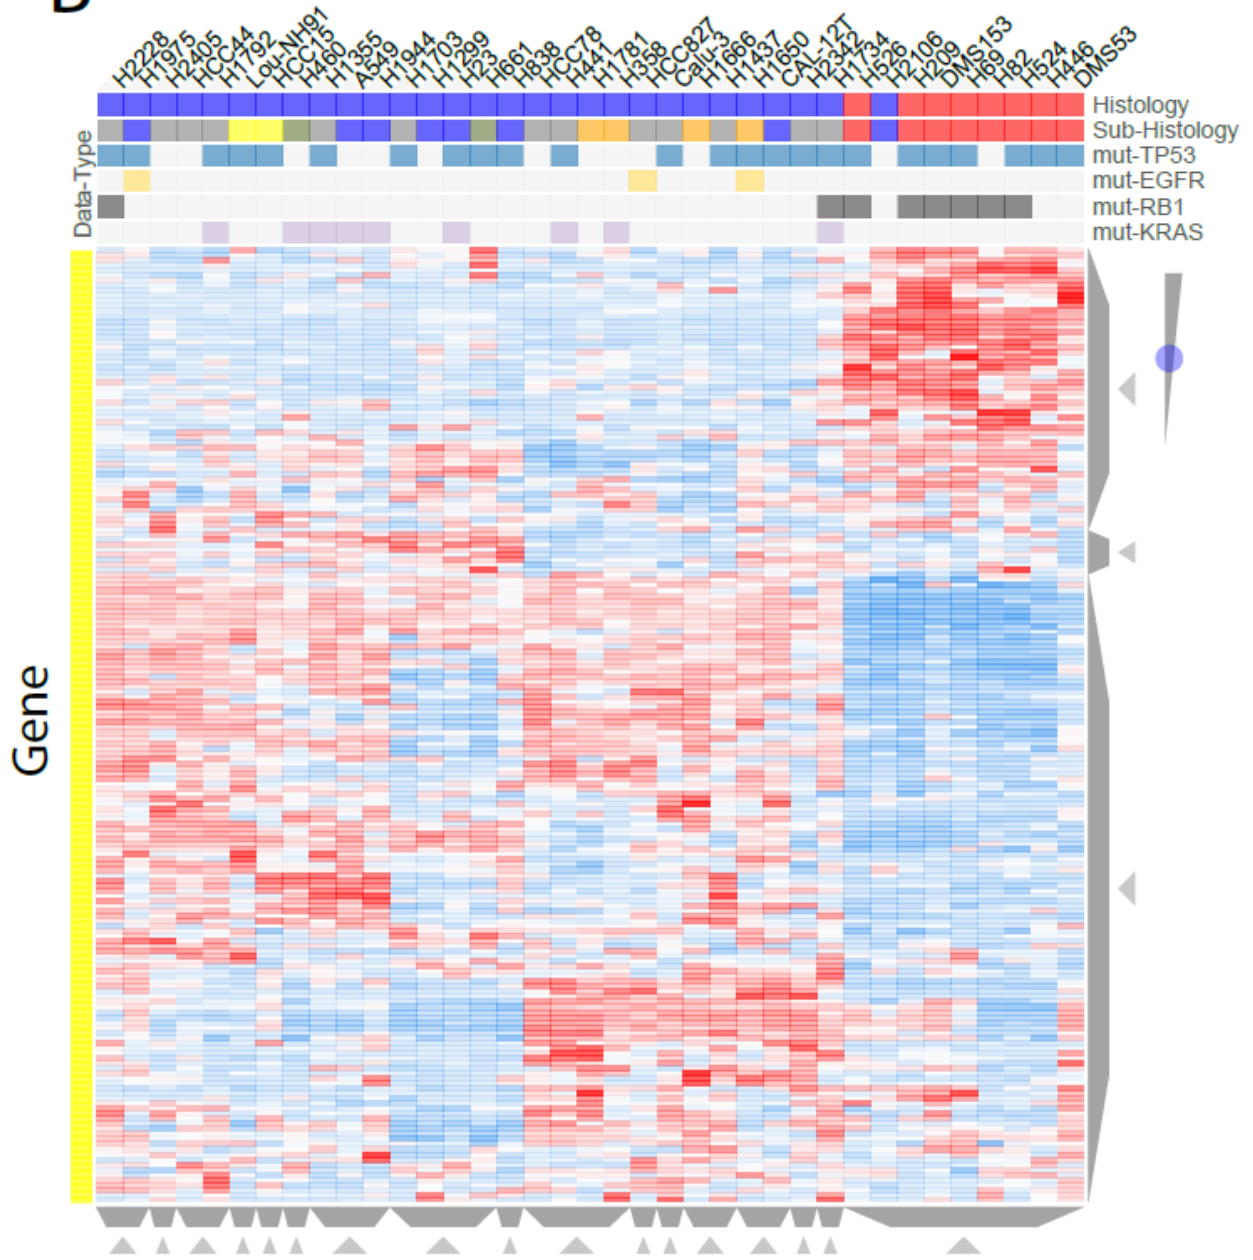 H2228
H1975
H2405
HCC44
H1792
Lou-NH91
HCC15
H460
H1355
A549
H1944
H1703
H1299
H23
H661
H838
HCC78
H441
H1781
H358
HCC827
Calu-3
H1666
H1437
H1650
CAL-12T
H2342
H1734
H526
H2106
H209
DMS153
H69
H82
H524
H446
DMS53
Histology
Sub-Histology
mut-TP53
mut-EGFR
mut-RB1
mut-KRAS
Data-Type
Gene